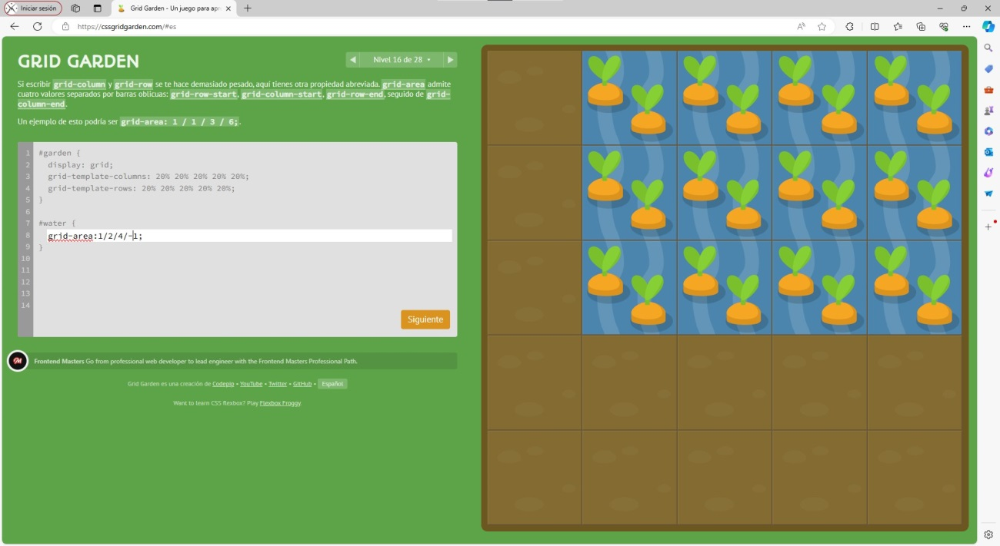 Iniciar sesión
Grid Garden - Un juego para apr
https://cssgridgarden.com/#es
GRID GARDEN
Nivel 16 de 28
Si escribir grid-column y grid-row se te hace demasiado pesado, aquí tienes otra propiedad abreviada. grid-area admite
cuatro valores separados por barras oblicuas: grid-row-start, grid-column-start, grid-row-end, seguido de grid-
column-end.
Un ejemplo de esto podría ser grid-area: 1 / 1 / 3 / 6;.
1 #garden {
2 display: grid;
3 grid-template-columns: 20% 20% 20% 20% 20%;
4 grid-template-rows: 20% 20% 20% 20% 20%;
5 }
6
7 #water {
8 grid-area:1/2/4/-1;
9 }
10
11
12
13
14
Siguiente
Frontend Masters Go from professional web developer to lead engineer with the Frontend Masters Professional Path.
Grid Garden es una creación de Codepip • YouTube • Twitter • GitHub • Español
Want to learn CSS flexbox? Play Flexbox Froggy.